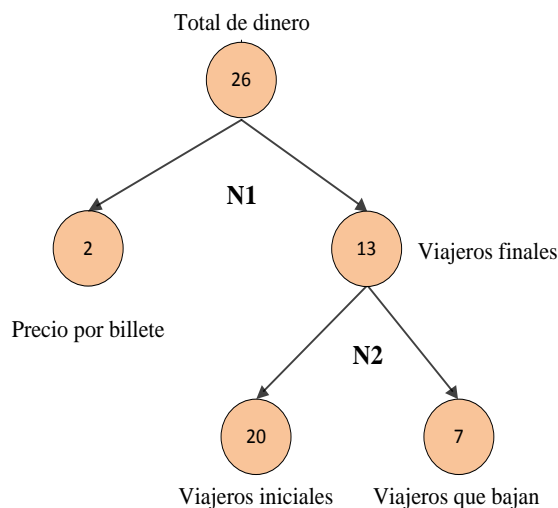 Total de dinero
26
N1
2
13
Viajeros finales
Precio por billete
N2
20
7
Viajeros iniciales
Viajeros que bajan